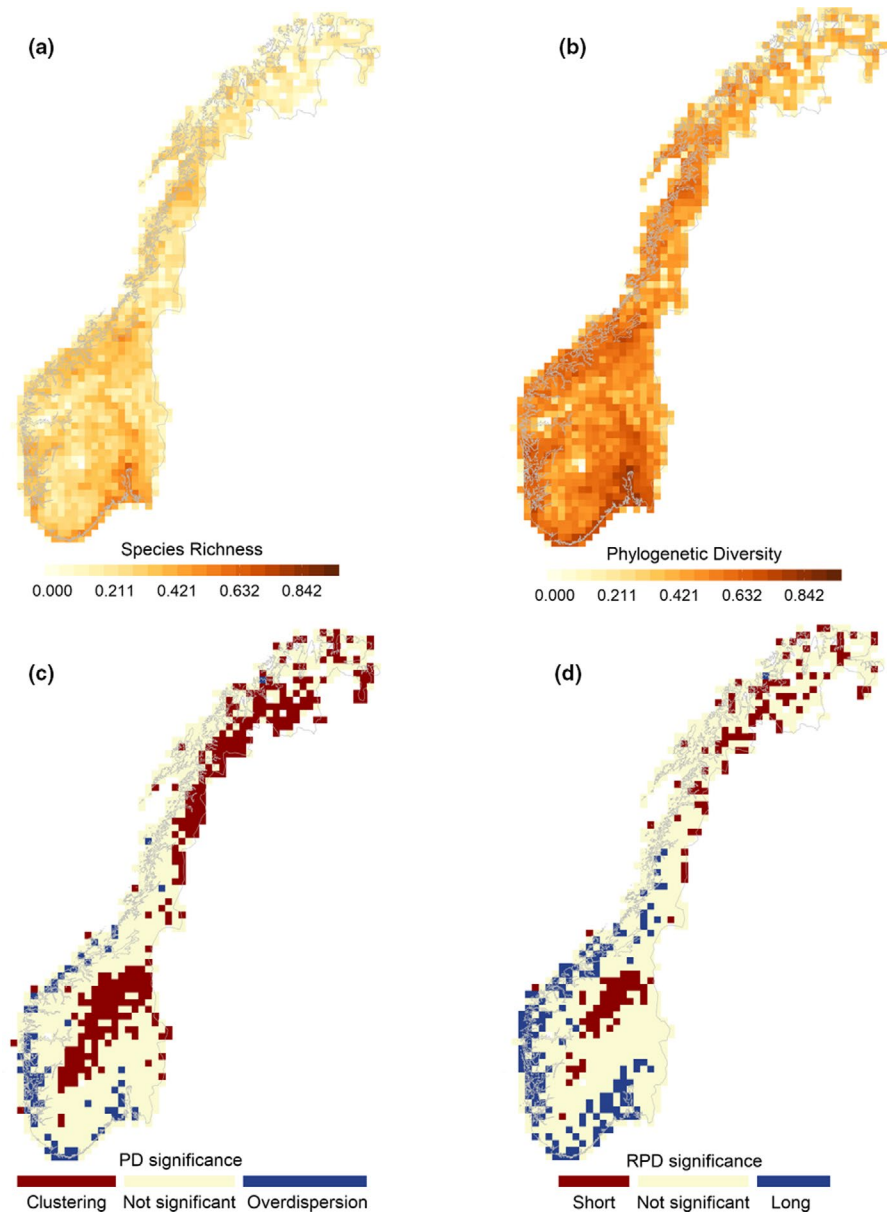 (a)
(b)
Species Richness
0.000 0.211 0.421 0.632 0.842
Phylogenetic Diversity
0.000 0.211 0.421 0.632 0.842
(c)
(d)
PD significance
Clustering Not significant Overdispersion
RPD significance
Short Not significant Long